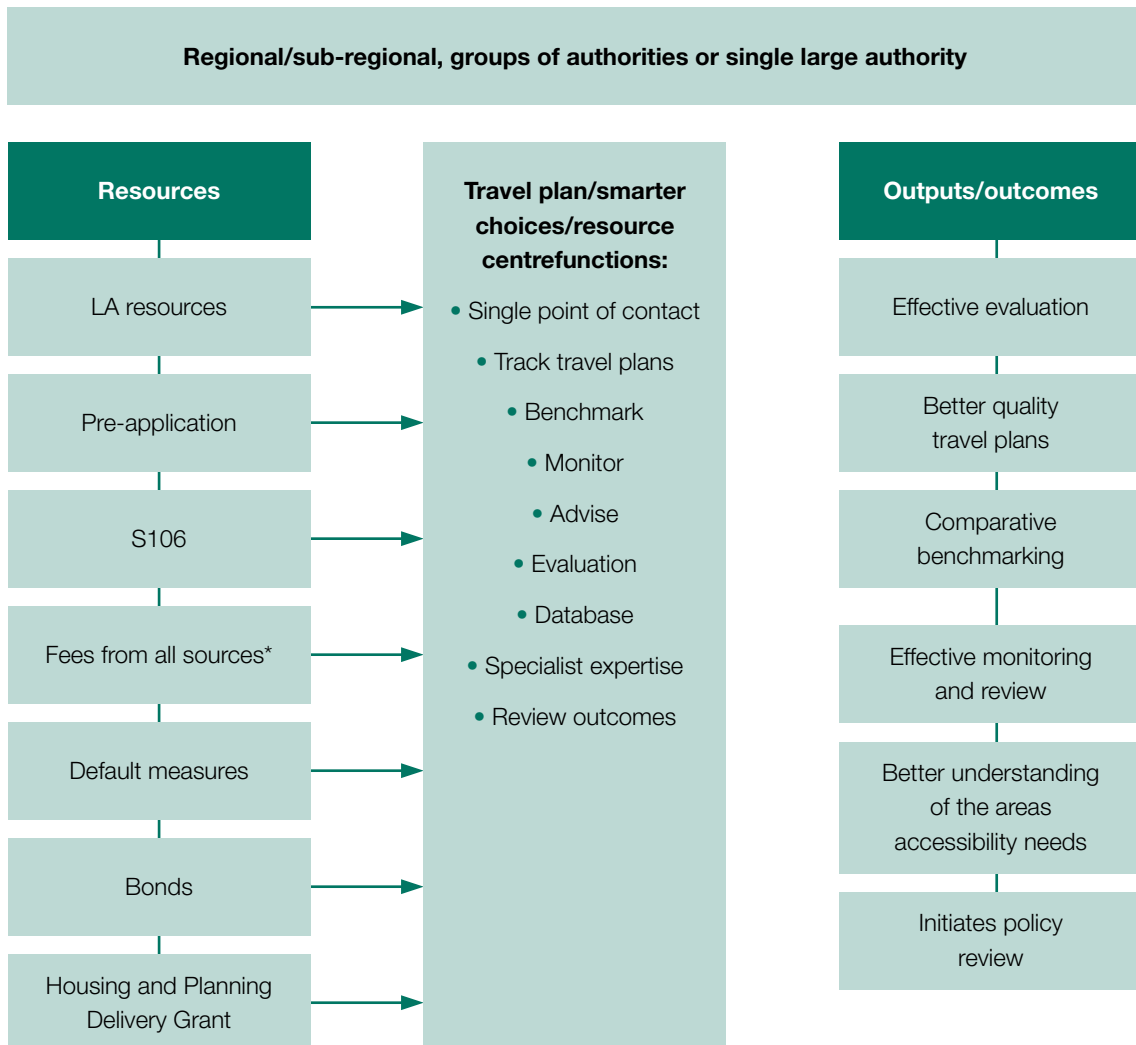 Regional/sub-regional, groups of authorities or single large authority
Resources
LA resources
Pre-application
S106
Fees from all sources*
Default measures
Bonds
Housing and Planning
Delivery Grant
Travel plan/smarter
choices/resource
centrefunctions:
• Single point of contact
• Track travel plans
• Benchmark
• Monitor
• Advise
• Evaluation
• Database
• Specialist expertise
• Review outcomes
Outputs/outcomes
Effective evaluation
Better quality
travel plans
Comparative
benchmarking
Effective monitoring
and review
Better understanding
of the areas
accessibility needs
Initiates policy
review